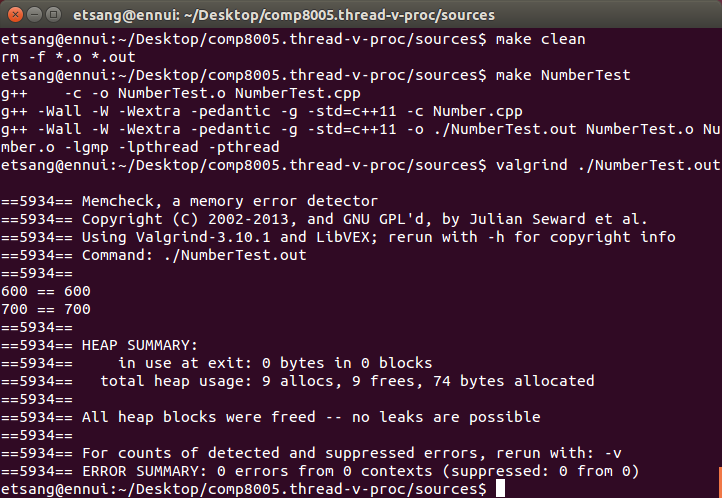 etsang@ennui: ~/Desktop/comp8005.thread-v-proc/sources
etsang@ennui:~/Desktop/comp8005.thread-v-proc/sources$ make clean
rm -f *.o *.out
etsang@ennui:~/Desktop/comp8005.thread-v-proc/sources$ make NumberTest
g++    -c -o NumberTest.o NumberTest.cpp
g++ -Wall -W -Wextra -pedantic -g -std=c++11 -c Number.cpp
g++ -Wall -W -Wextra -pedantic -g -std=c++11 -o ./NumberTest.out NumberTest.o Nu
mber.o -lgmp -lpthread -pthread
etsang@ennui:~/Desktop/comp8005.thread-v-proc/sources$ valgrind ./NumberTest.out
==5934== Memcheck, a memory error detector
==5934== Copyright (C) 2002-2013, and GNU GPL'd, by Julian Seward et al.
==5934== Using Valgrind-3.10.1 and LibVEX; rerun with -h for copyright info
==5934== Command: ./NumberTest.out
==5934==
600 == 600
700 == 700
==5934==
==5934== HEAP SUMMARY:
==5934==     in use at exit: 0 bytes in 0 blocks
==5934==   total heap usage: 9 allocs, 9 frees, 74 bytes allocated
==5934==
==5934== All heap blocks were freed -- no leaks are possible
==5934==
==5934== For counts of detected and suppressed errors, rerun with: -v
==5934== ERROR SUMMARY: 0 errors from 0 contexts (suppressed: 0 from 0)
etsang@ennui:~/Desktop/comp8005.thread-v-proc/sources$